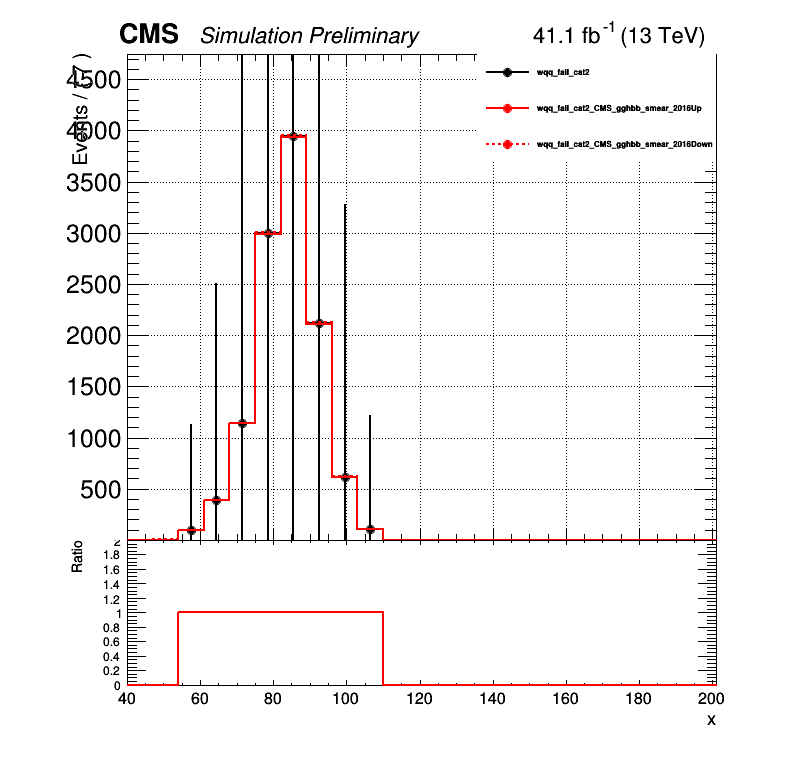 CMS Simulation Preliminary 41.1 fb-1 (13 TeV)
Events / ( 7 )
4500
4000
3500
3000
2500
2000
1500
1000
500
wqq_fail_cat2
wqq_fail_cat2_CMS_gghbb_smear_2016Up
wqq_fail_cat2_CMS_gghbb_smear_2016Down
Ratio
2
1.8
1.6
1.4
1.2
1
0.8
0.6
0.4
0.2
0
40 60 80 100 120 140 160 180 200
x